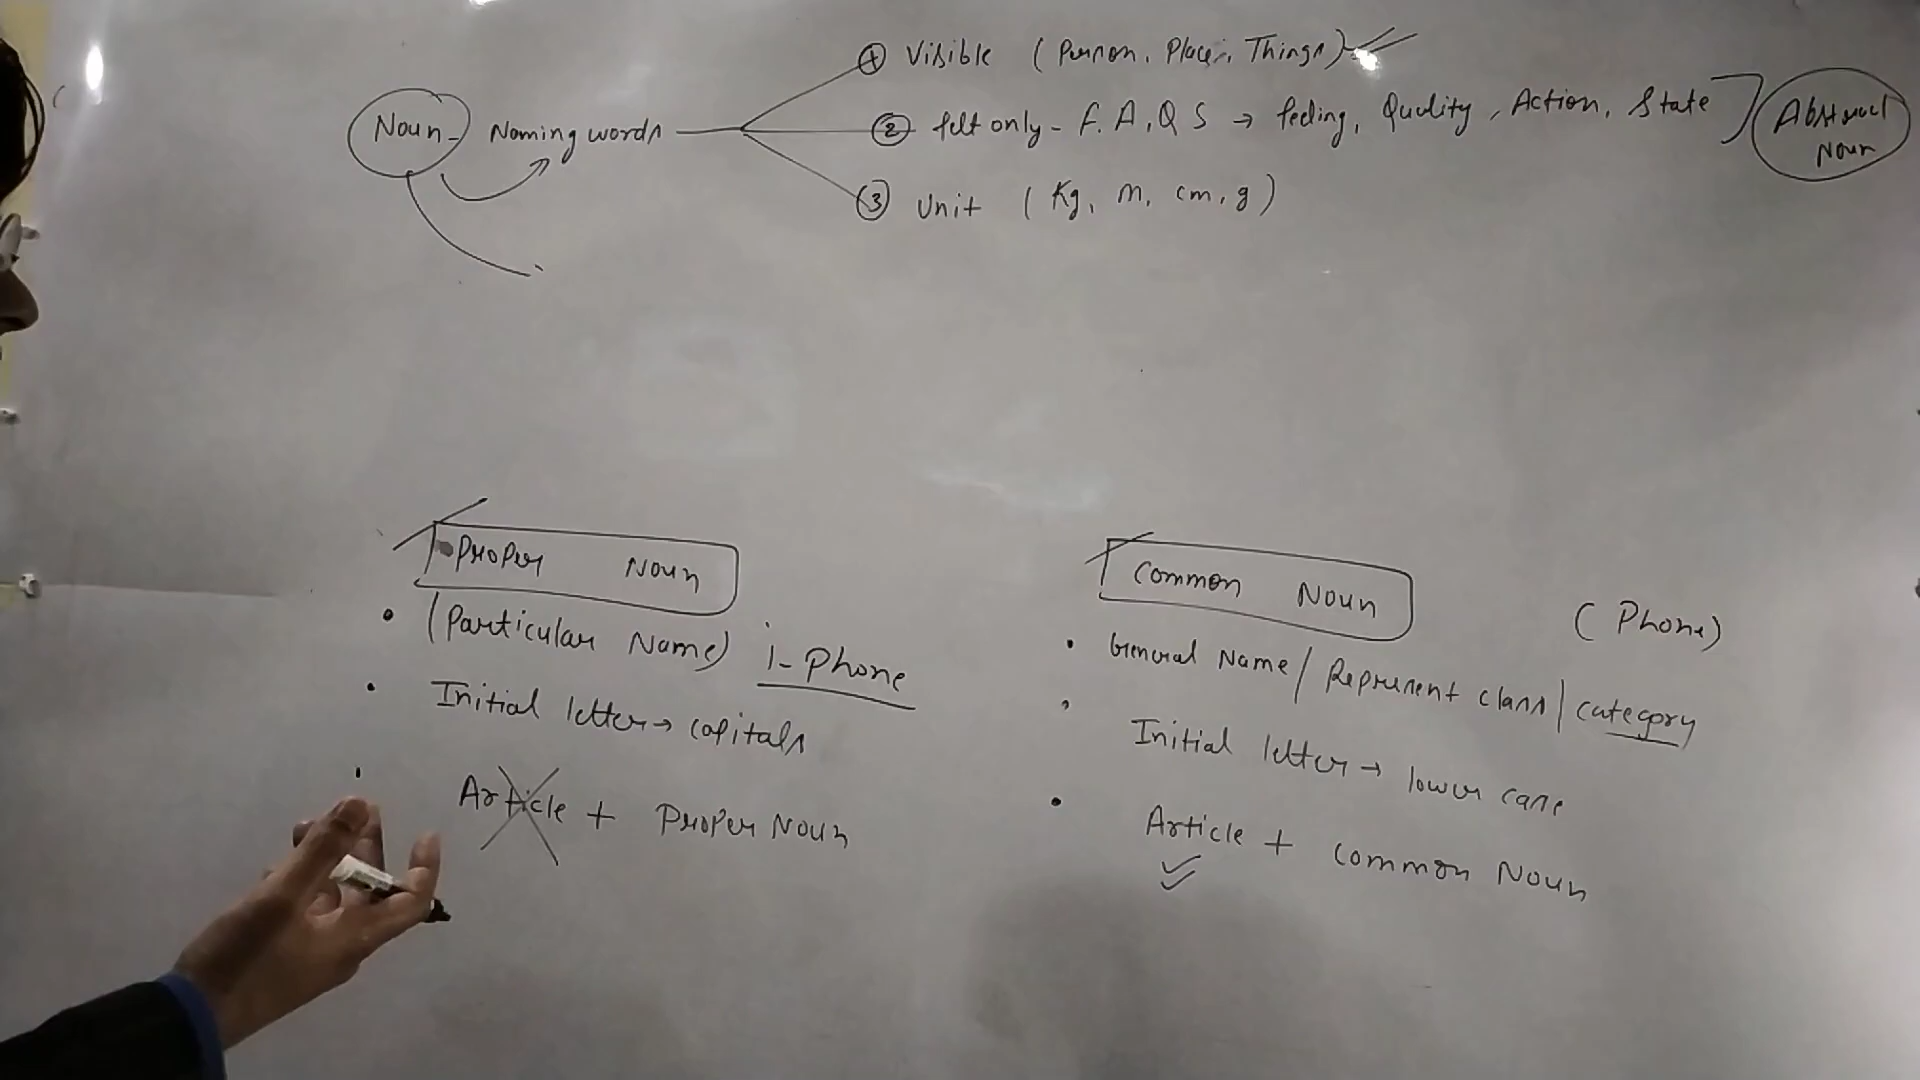 ① Visible (Person, Place, Things)
Noun - Naming words
② felt only - F. A, Q S → feeling, Quality, Action, State
Abstract Noun
③ Unit (Kg, m, cm, g)
Proper Noun
• (Particular Name) i-Phone
• Initial letter → capitals
• Article + Proper Noun
Common Noun
(Phone)
• General Name / Represent class / category
• Initial letter → lower case
• Article + Common Noun